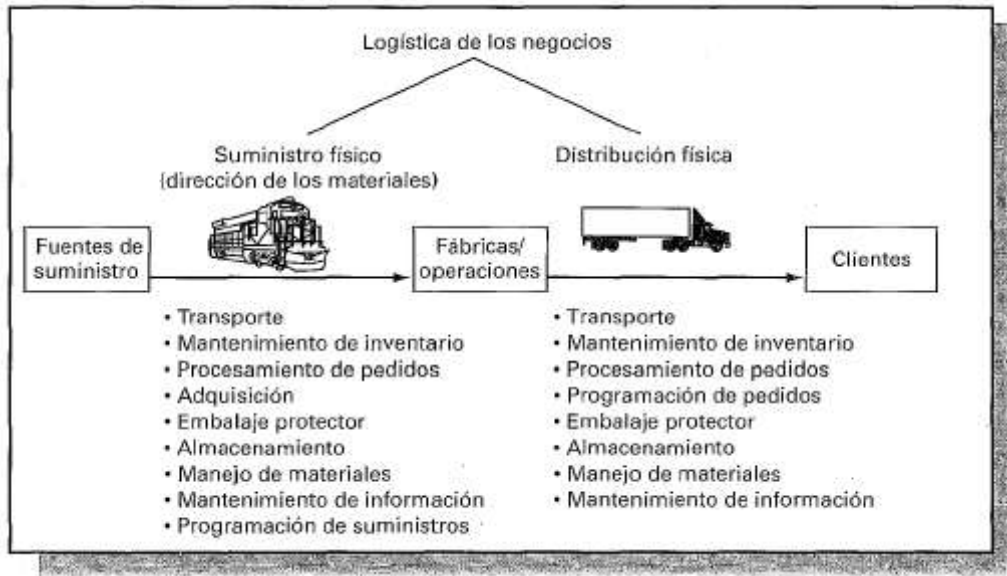 Logística de los negocios
Suministro físico
(dirección de los materiales)
Distribución física
Fuentes de
suministro
Fábricas/
operaciones
Clientes
• Transporte
• Mantenimiento de inventario
• Procesamiento de pedidos
• Adquisición
• Embalaje protector
• Almacenamiento
• Manejo de materiales
• Mantenimiento de información
• Programación de suministros
• Transporte
• Mantenimiento de inventario
• Procesamiento de pedidos
• Programación de pedidos
• Embalaje protector
• Almacenamiento
• Manejo de materiales
• Mantenimiento de información